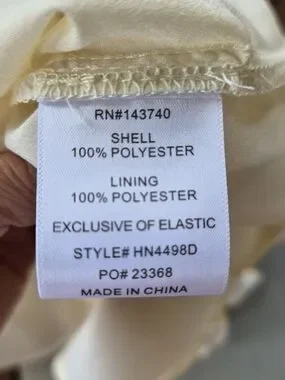 RN#143740
SHELL
100% POLYESTER
LINING
100% POLYESTER
EXCLUSIVE OF ELASTIC
STYLE# HN4498D
PO# 23368
MADE IN CHINA